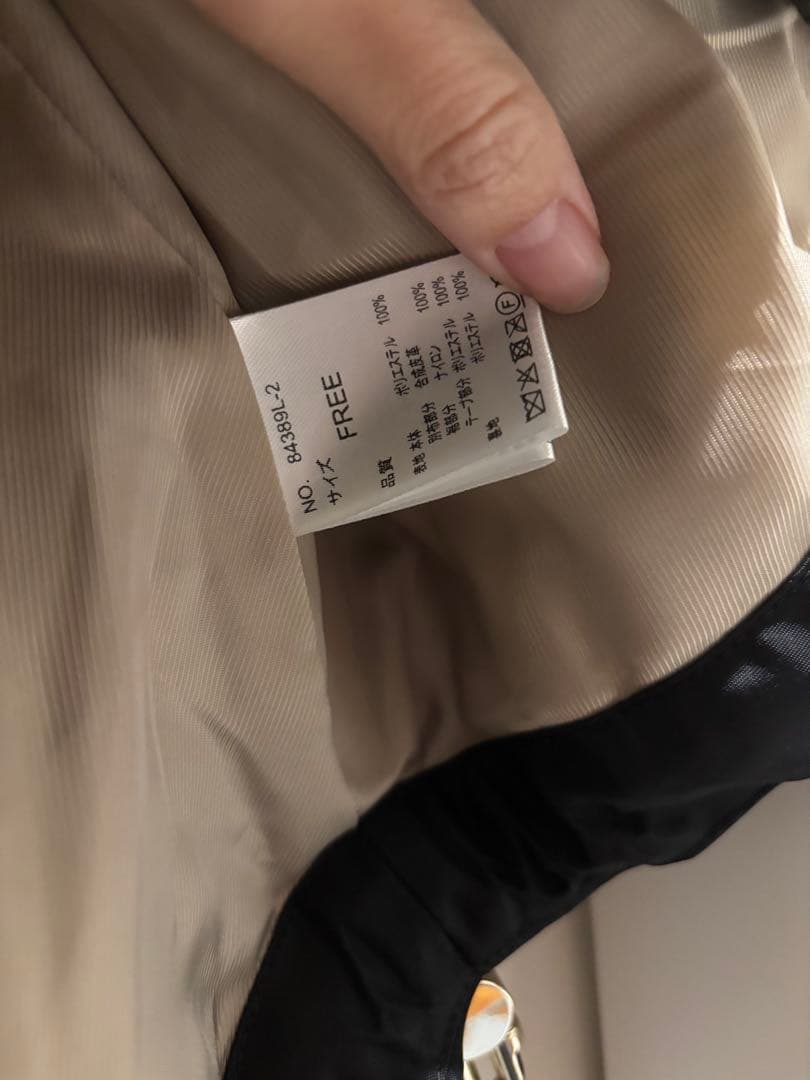 NO. 84389L-2
サイズ FREE
品質
表地 本体 ポリエステル 100%
別布部分 合成皮革 100%
裾部分 ナイロン 100%
テープ部分 ポリエステル 100%
裏地 ポリエステル
F